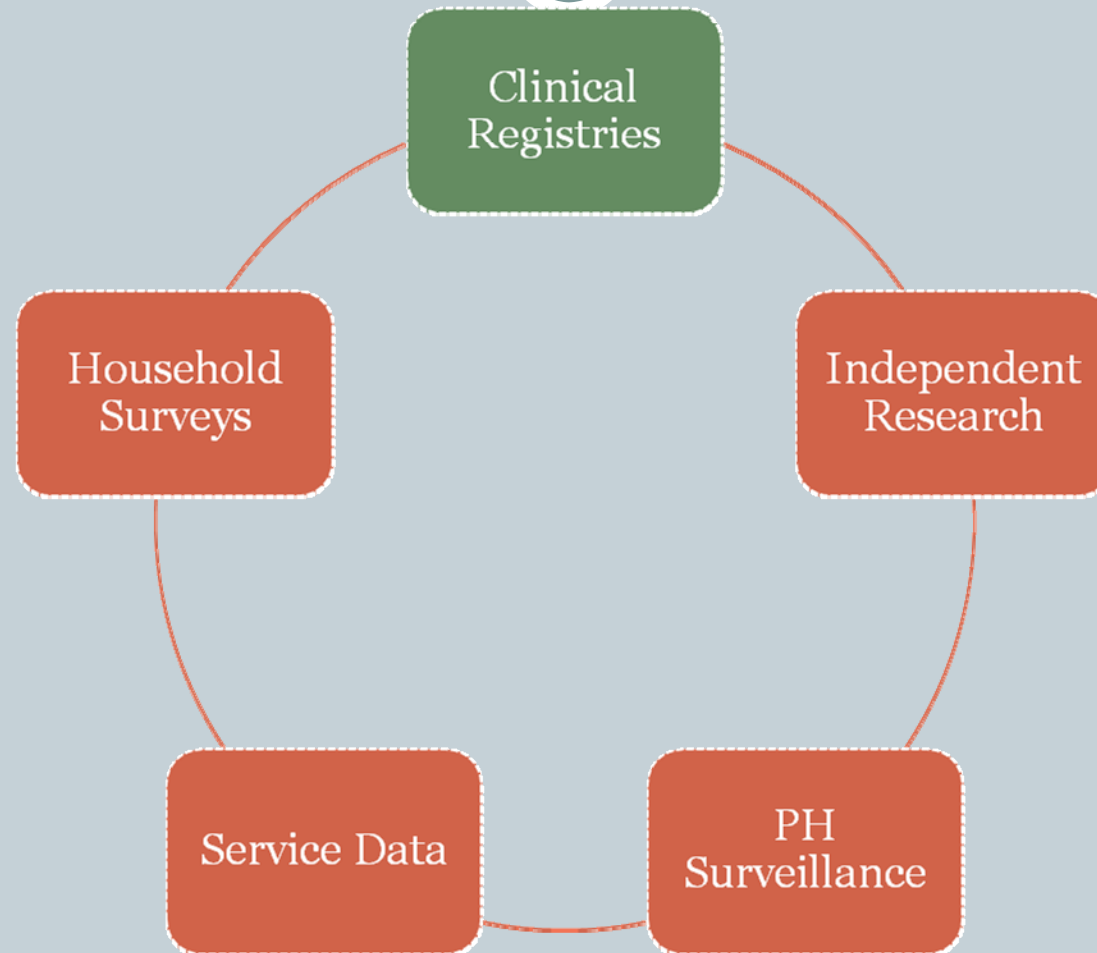 Clinical
Registries
Household
Surveys
Independent
Research
Service Data
PH
Surveillance